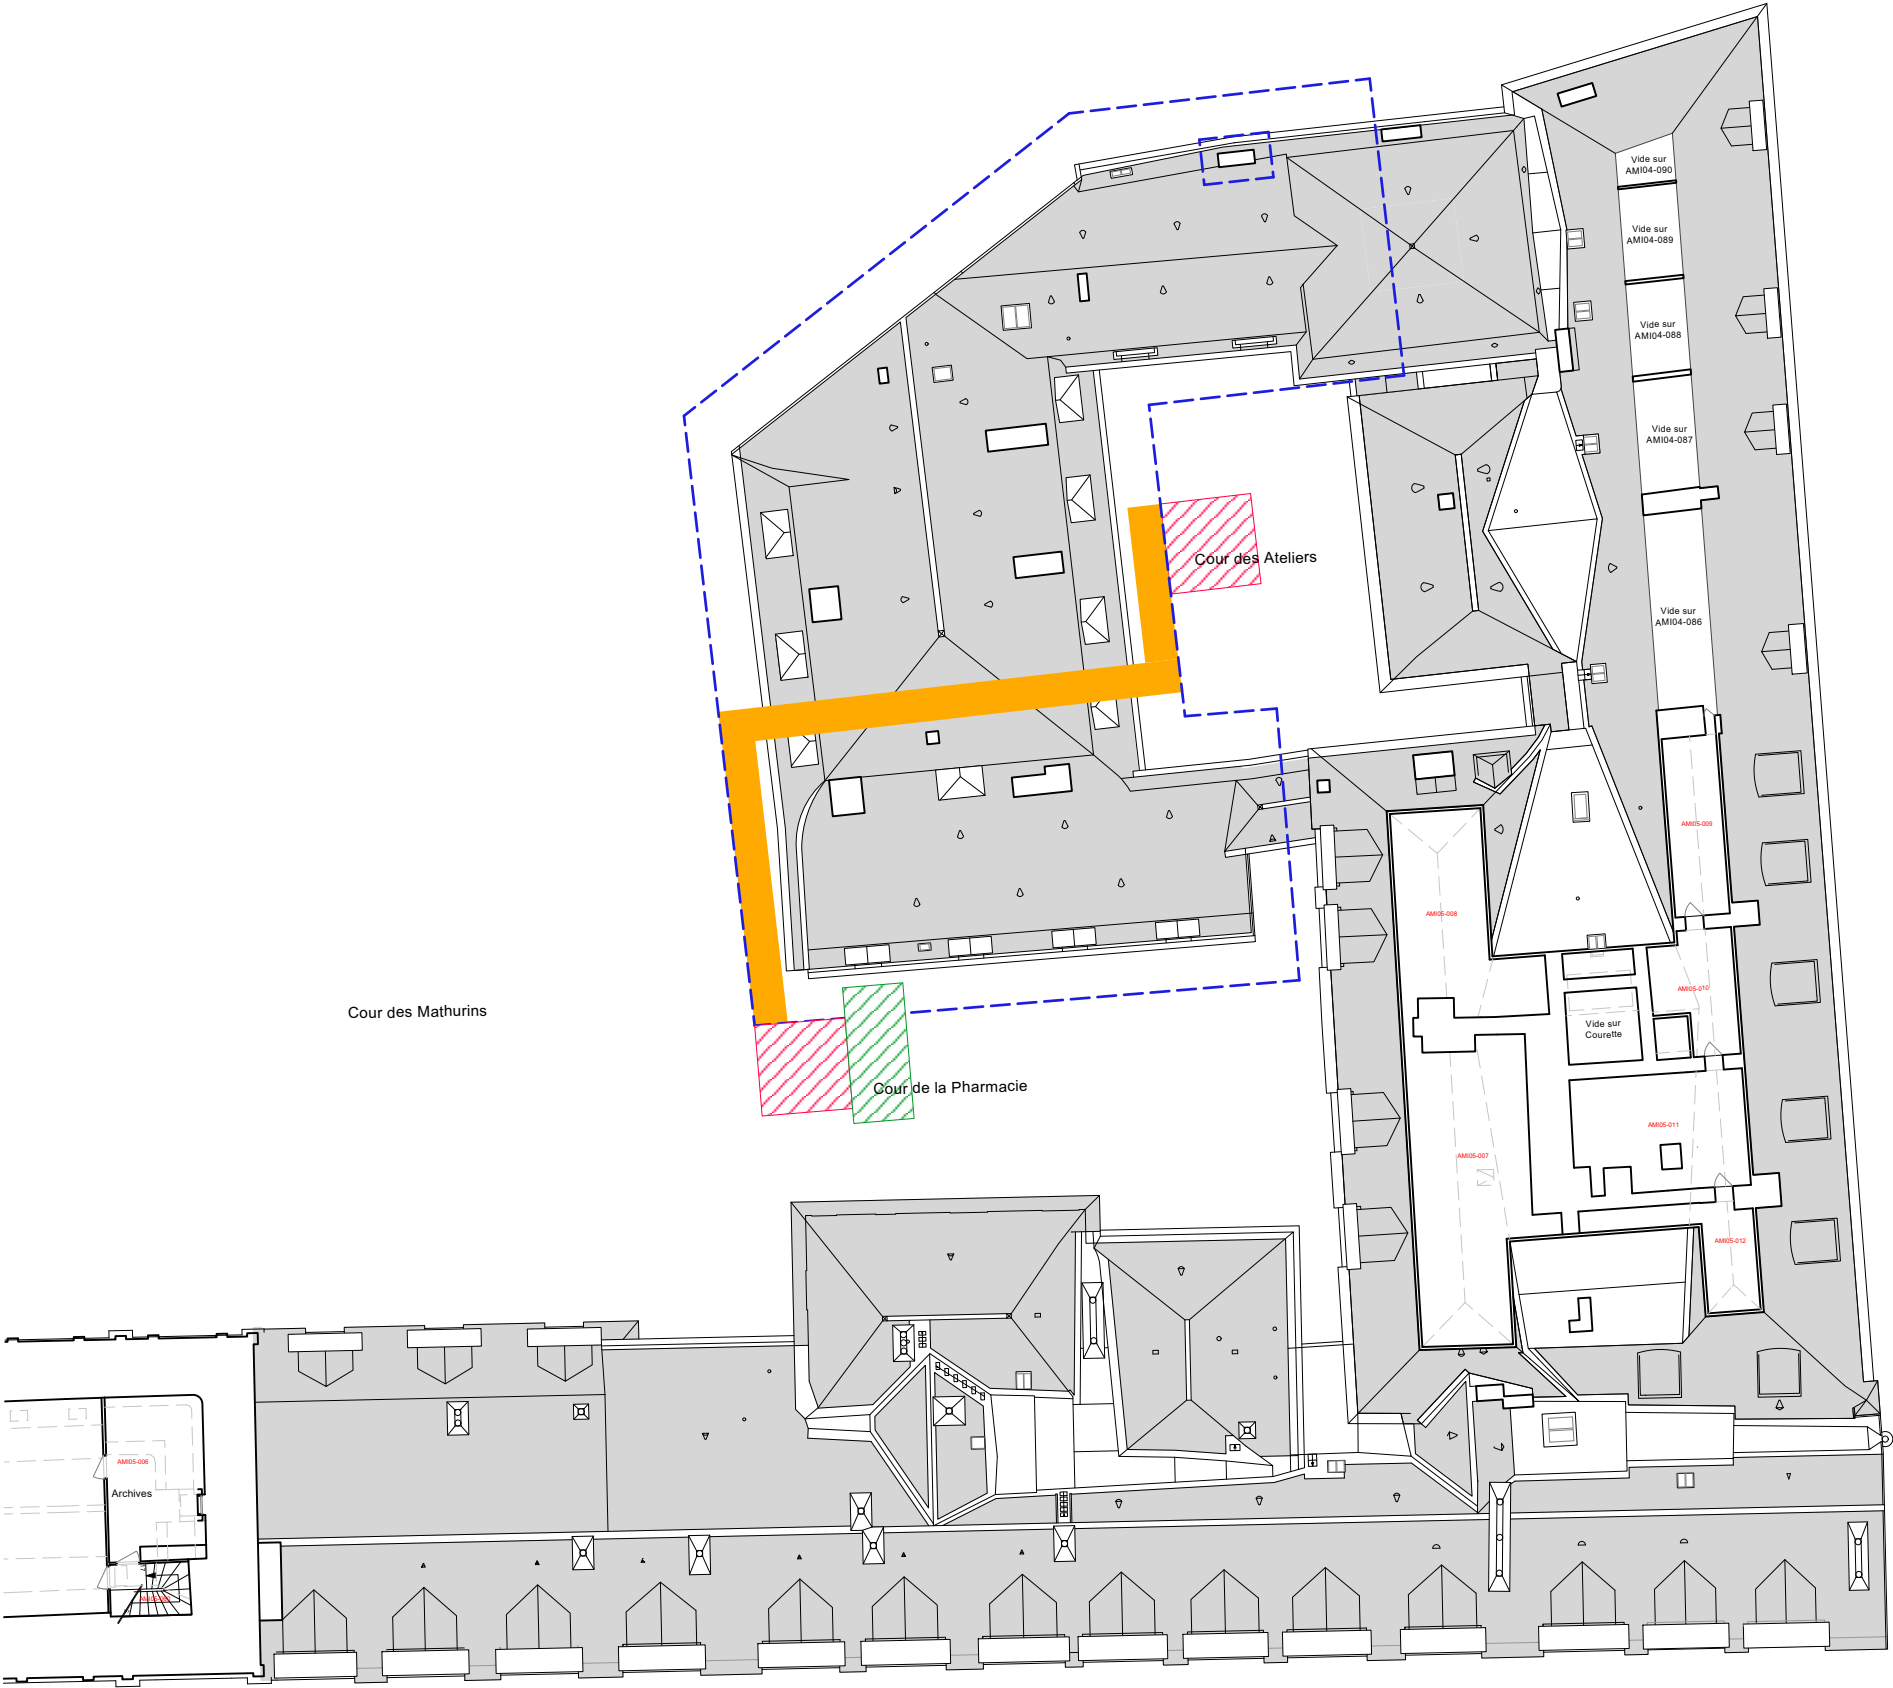 Vide sur
AMI04-090
Vide sur
AMI04-089
Vide sur
AMI04-088
Vide sur
AMI04-087
Cour des Ateliers
Vide sur
AMI04-086
AMI05-009
AMI05-008
AMI05-010
Cour des Mathurins
Vide sur
Courette
Cour de la Pharmacie
AMI05-011
AMI05-007
AMI05-012
AMI05-006
Archives